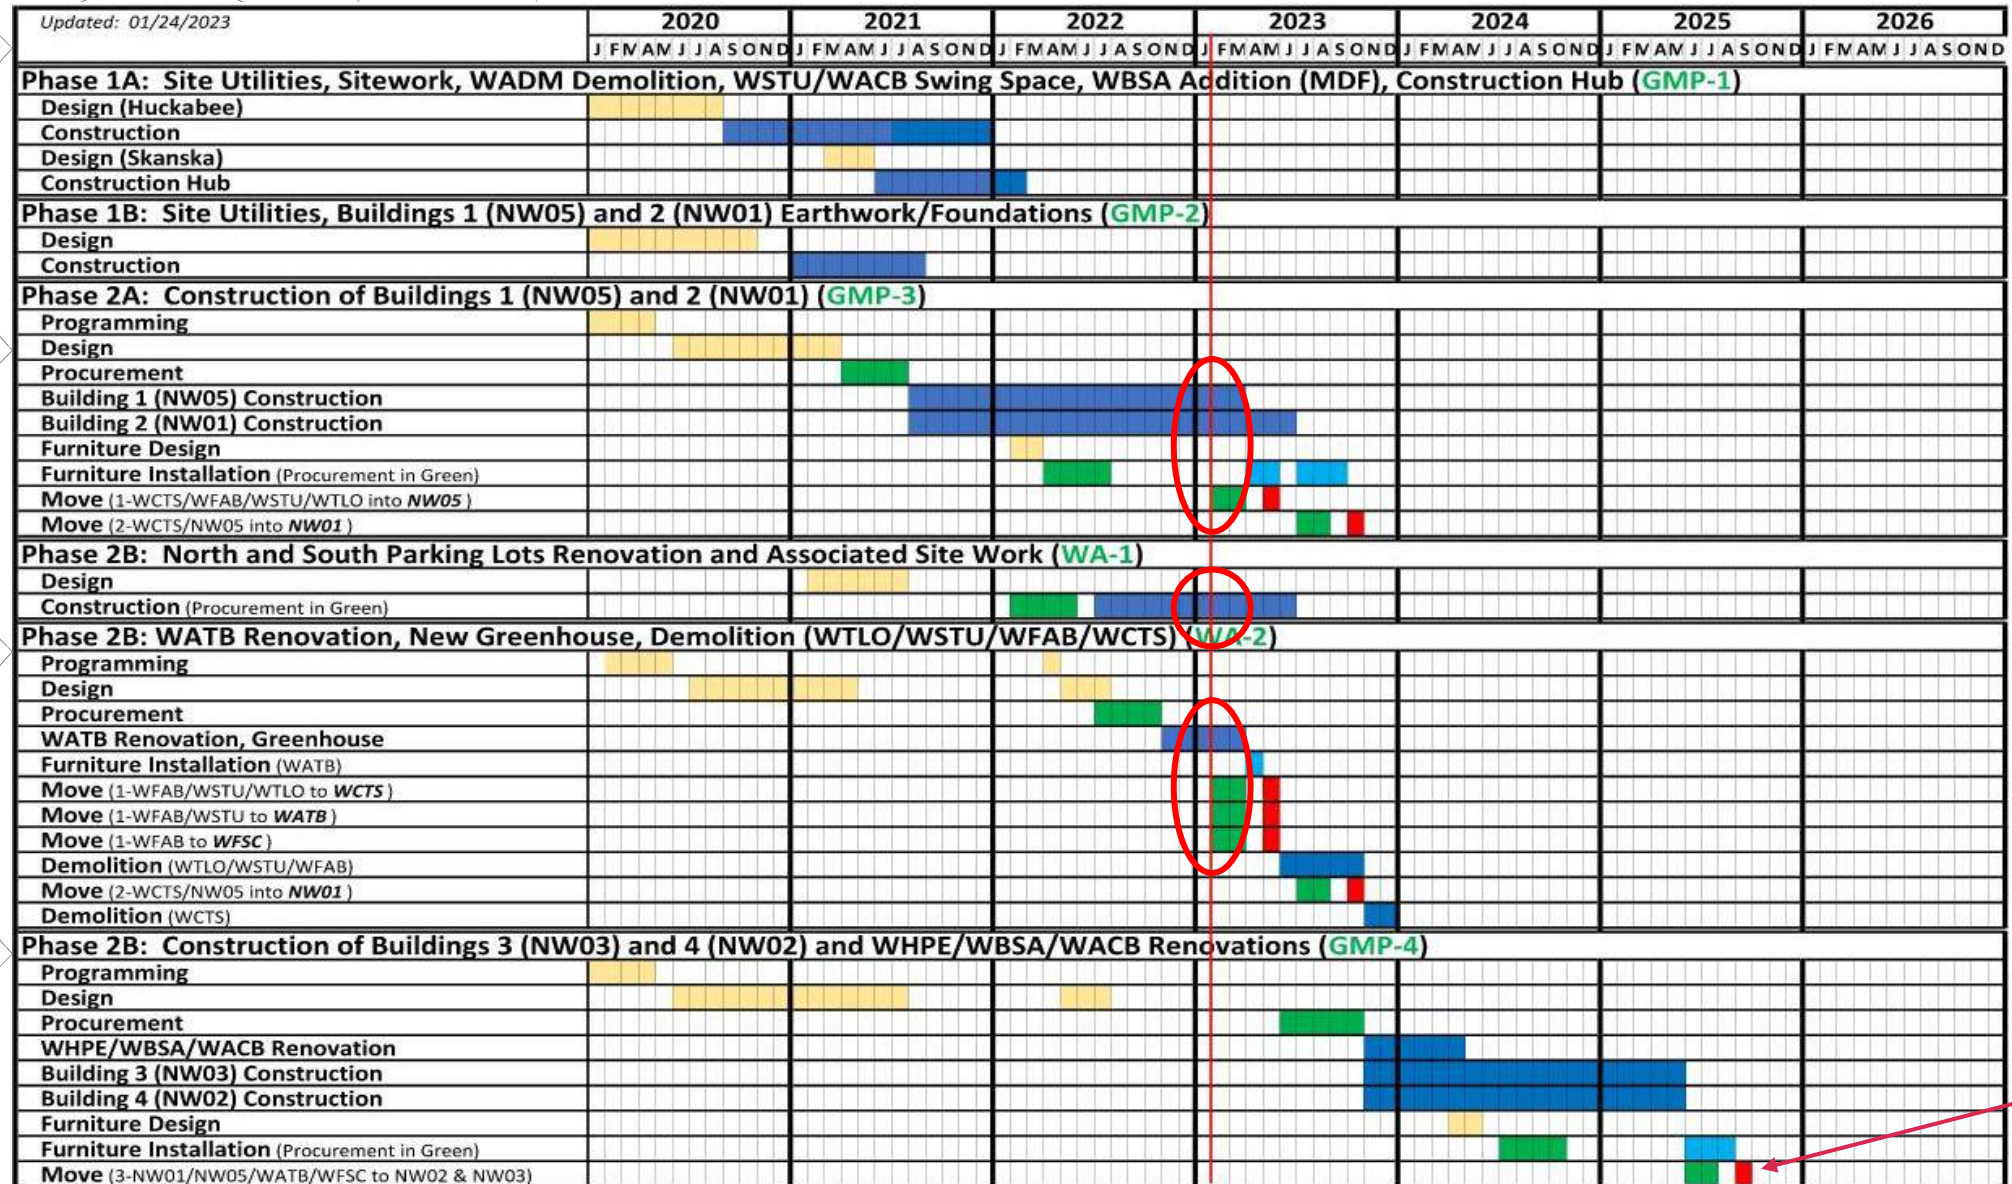 Updated: 01/24/2023
2020 2021 2022 2023 2024 2025 2026
J F M A M J J A S O N D J F M A M J J A S O N D J F M A M J J A S O N D J F M A M J J A S O N D J F M A M J J A S O N D J F M A M J J A S O N D J F M A M J J A S O N D
Phase 1A: Site Utilities, Sitework, WADM Demolition, WSTU/WACB Swing Space, WBSA Addition (MDF), Construction Hub (GMP-1)
Design (Huckabee)
Construction
Design (Skanska)
Construction Hub
Phase 1B: Site Utilities, Buildings 1 (NW05) and 2 (NW01) Earthwork/Foundations (GMP-2)
Design
Construction
Phase 2A: Construction of Buildings 1 (NW05) and 2 (NW01) (GMP-3)
Programming
Design
Procurement
Building 1 (NW05) Construction
Building 2 (NW01) Construction
Furniture Design
Furniture Installation (Procurement in Green)
Move (1-WCTS/WFAB/WSTU/WTLO into NW05 )
Move (2-WCTS/NW05 into NW01 )
Phase 2B: North and South Parking Lots Renovation and Associated Site Work (WA-1)
Design
Construction (Procurement in Green)
Phase 2B: WATB Renovation, New Greenhouse, Demolition (WTLO/WSTU/WFAB/WCTS) (WA-2)
Programming
Design
Procurement
WATB Renovation, Greenhouse
Furniture Installation (WATB)
Move (1-WFAB/WSTU/WTLO to WCTS )
Move (1-WFAB/WSTU to WATB )
Move (1-WFAB to WFSC )
Demolition (WTLO/WSTU/WFAB)
Move (2-WCTS/NW05 into NW01 )
Demolition (WCTS)
Phase 2B: Construction of Buildings 3 (NW03) and 4 (NW02) and WHPE/WBSA/WACB Renovations (GMP-4)
Programming
Design
Procurement
WHPE/WBSA/WACB Renovation
Building 3 (NW03) Construction
Building 4 (NW02) Construction
Furniture Design
Furniture Installation (Procurement in Green)
Move (3-NW01/NW05/WATB/WFSC to NW02 & NW03)